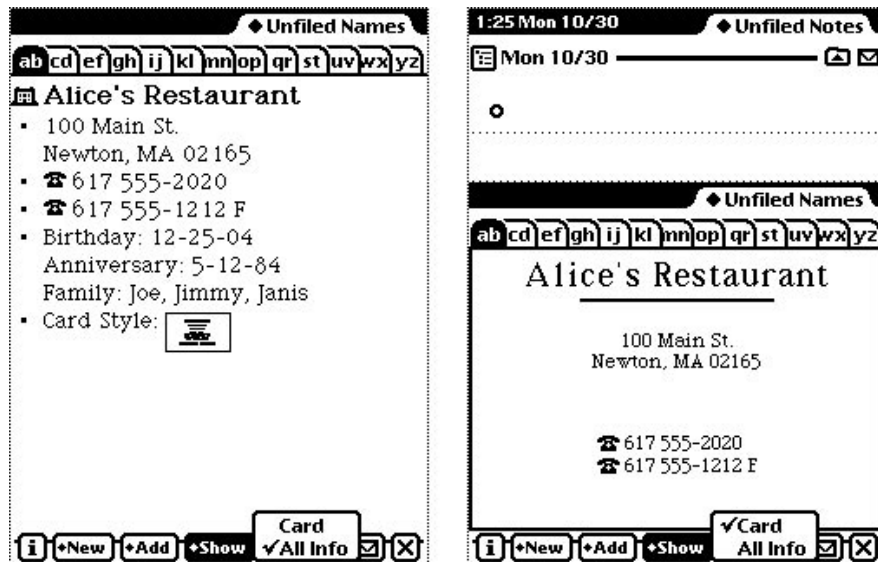 ◆Unfiled Names
ab cd ef gh ij kl mn op qr st uv wx yz
Alice's Restaurant
▪ 100 Main St.
Newton, MA 02165
▪ ☎617 555-2020
▪ ☎617 555-1212 F
▪ Birthday: 12-25-04
Anniversary: 5-12-84
Family: Joe, Jimmy, Janis
▪ Card Style:
Card
✓All Info
i ◆New ◆Add ◆Show
1:25 Mon 10/30 ◆Unfiled Notes
Mon 10/30
◆Unfiled Names
ab cd ef gh ij kl mn op qr st uv wx yz
Alice's Restaurant
100 Main St.
Newton, MA 02165
☎617 555-2020
☎617 555-1212 F
✓Card
All Info
i ◆New ◆Add ◆Show